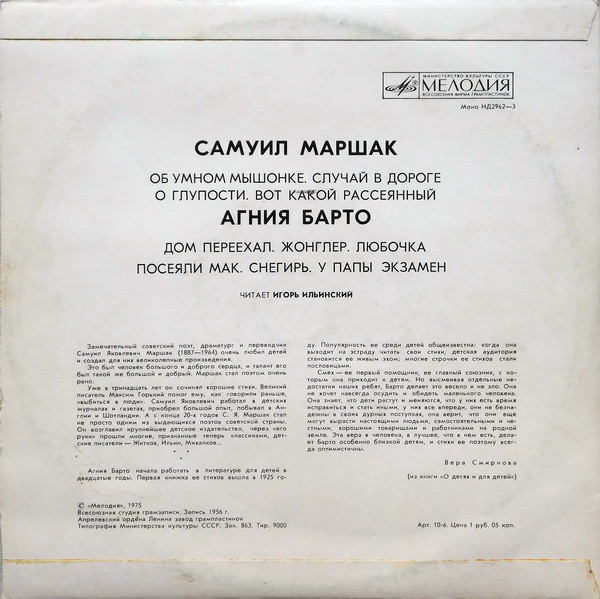 МИНИСТЕРСТВО КУЛЬТУРЫ СССР
МЕЛОДИЯ
ВСЕСОЮЗНАЯ ФИРМА ГРАМПЛАСТИНОК
Моно НД2962—3
САМУИЛ МАРШАК
ОБ УМНОМ МЫШОНКЕ. СЛУЧАЙ В ДОРОГЕ
О ГЛУПОСТИ. ВОТ КАКОЙ РАССЕЯННЫЙ
АГНИЯ БАРТО
ДОМ ПЕРЕЕХАЛ. ЖОНГЛЕР. ЛЮБОЧКА
ПОСЕЯЛИ МАК. СНЕГИРЬ. У ПАПЫ ЭКЗАМЕН
ЧИТАЕТ ИГОРЬ ИЛЬИНСКИЙ
Замечательный советский поэт, драматург и переводчик
Самуил Яковлевич Маршак (1887—1964) очень любил детей
и создал для них великолепные произведения.
Это был человек большого и доброго сердца, и талант его
был такой же большой и добрый. Маршак стал поэтом очень
рано.
Уже в тринадцать лет он сочинял хорошие стихи. Великий
писатель Максим Горький помог ему, как говорили раньше,
«выбиться в люди». Самуил Яковлевич работал в детских
журналах и газетах, приобрел большой опыт, побывал в Ан-
глии и Шотландии. А с конца 20-х годов С. Я. Маршак стал
не просто одним из выдающихся поэтов советской страны.
Он возглавил крупнейшее детское издательство, через «его
руки» прошли многие, признанные теперь классиками, дет-
ские писатели — Житков, Ильин, Михалков...
Агния Барто начала работать в литературе для детей в
двадцатые годы. Первая книжка ее стихов вышла в 1925 го-
ду. Популярность ее среди детей общеизвестна: когда она
выходит на эстраду читать свои стихи, детская аудитория
становится ее живым эхом; многие строчки ее стихов стали
пословицами.
Смех — ее первый помощник, ее главный союзник, с ко-
торым она приходит к детям. Но высмеивая отдельные не-
достатки наших ребят, Барто делает это весело и не зло. Она
не хочет навсегда осудить и обидеть маленького человека.
Она знает, что дети растут и меняются, что у них есть время
исправиться и стать иными, у них все впереди, они не безна-
дежны в своих дурных поступках, она верит, что они еще
могут вырасти настоящими людьми, самостоятельными и че-
стными, хорошими товарищами и работниками на родной
земле. Эта вера в человека, в лучшее, что в нем есть, дела-
ет Барто особенно близкой детям, и стихи ее поэтому всег-
да оптимистичны.
Вера Смирнова
(из книги «О детях и для детей»)
© «Мелодия», 1975
Всесоюзная студия грамзаписи. Запись 1956 г.
Апрелевский ордена Ленина завод грампластинок
Типография Министерства культуры СССР. Зак. 863. Тир. 9000
Арт. 10-6. Цена 1 руб. 05 коп.